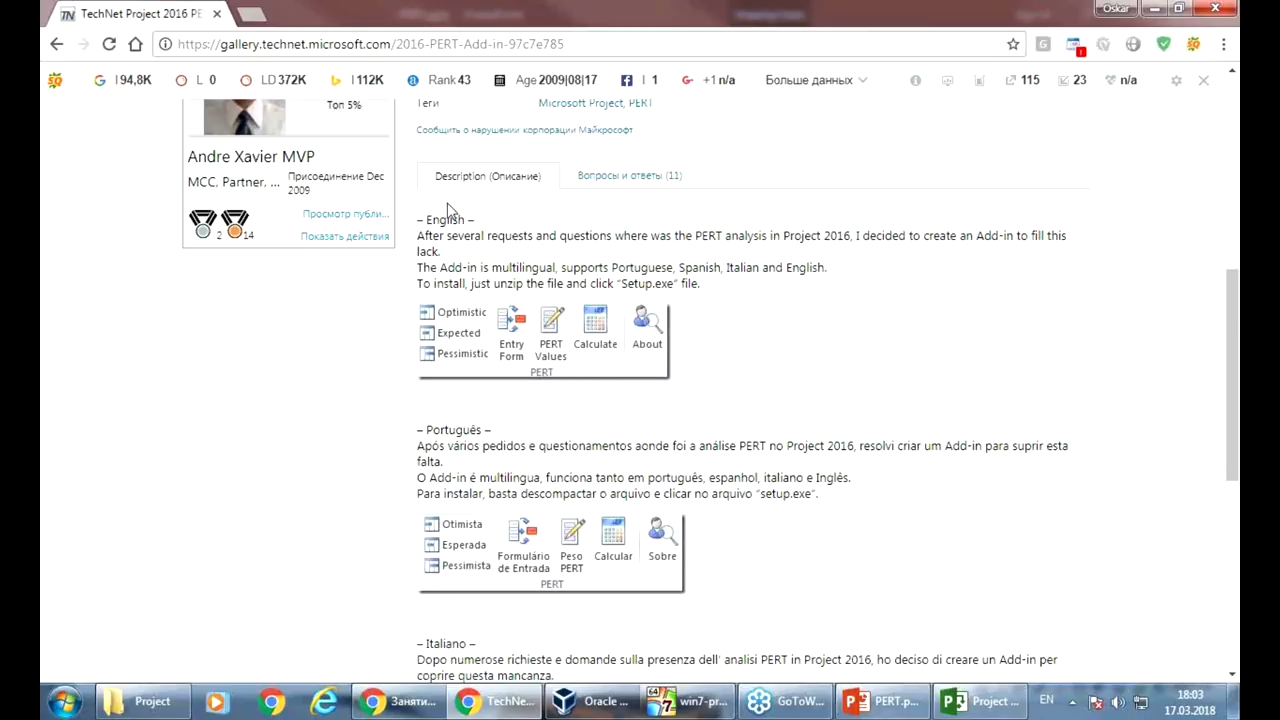 TechNet Project 2016 PE
Oskar
https://gallery.technet.microsoft.com/2016-PERT-Add-in-97c7e785
I 94,8K L 0 LD 372K I 112K Rank 43 Age 2009|08|17 I 1 +1 n/a Больше данных 115 23 n/a
Топ 5%
Andre Xavier MVP
MCC, Partner, ...
Присоединение Dec
2009
2 14
Просмотр публи...
Показать действия
Теги Microsoft Project, PERT
Сообщить о нарушении корпорации Майкрософт
Description (Описание) Вопросы и ответы (11)
– English –
After several requests and questions where was the PERT analysis in Project 2016, I decided to create an Add-in to fill this
lack.
The Add-in is multilingual, supports Portuguese, Spanish, Italian and English.
To install, just unzip the file and click “Setup.exe” file.
Optimistic
Expected
Pessimistic
Entry
Form
PERT
Values
Calculate
About
PERT
– Português –
Após vários pedidos e questionamentos aonde foi a análise PERT no Project 2016, resolvi criar um Add-in para suprir esta
falta.
O Add-in é multilingua, funciona tanto em português, espanhol, italiano e Inglês.
Para instalar, basta descompactar o arquivo e clicar no arquivo “setup.exe”.
Otimista
Esperada
Pessimista
Formulário
de Entrada
Peso
PERT
Calcular
Sobre
PERT
– Italiano –
Dopo numerose richieste e domande sulla presenza dell' analisi PERT in Project 2016, ho deciso di creare un Add-in per
coprire questa mancanza.
Project Заняти... TechNe... Oracle ... win7-pr... GoToW... PERT.p... Project ... EN
18:03
17.03.2018